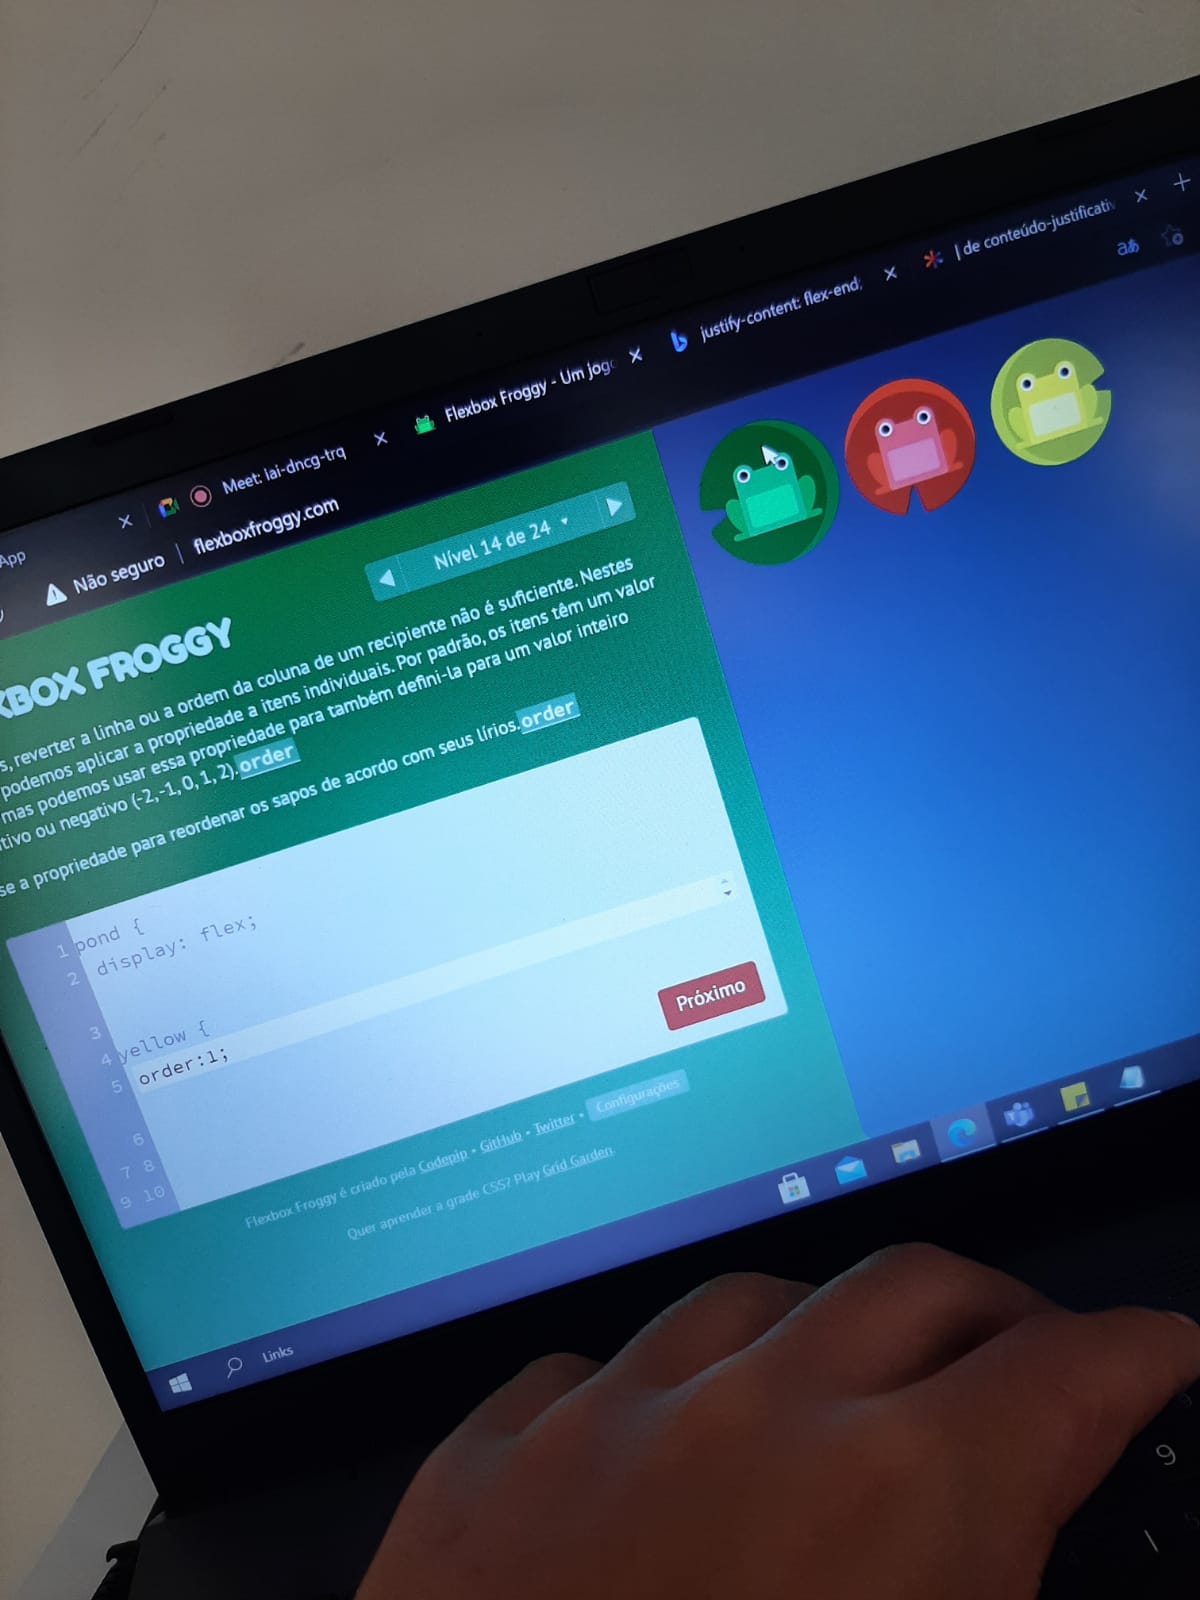 App
Meet: iai-dncg-trq
Flexbox Froggy - Um jogo
justify-content: flex-end;
| de conteúdo-justificativ
Não seguro | flexboxfroggy.com
aあ
XBOX FROGGY
Nível 14 de 24
s, reverter a linha ou a ordem da coluna de um recipiente não é suficiente. Nestes
podemos aplicar a propriedade a itens individuais. Por padrão, os itens têm um valor
mas podemos usar essa propriedade para também defini-la para um valor inteiro
tivo ou negativo (-2, -1, 0, 1, 2).order
se a propriedade para reordenar os sapos de acordo com seus lírios.order
1 pond {
2 display: flex;
3
4 yellow {
5 order:1;
6
7 8
9 10
Próximo
Flexbox Froggy é criado pela Codepip • GitHub • Twitter • Configurações
Quer aprender a grade CSS? Play Grid Garden.
Links
9